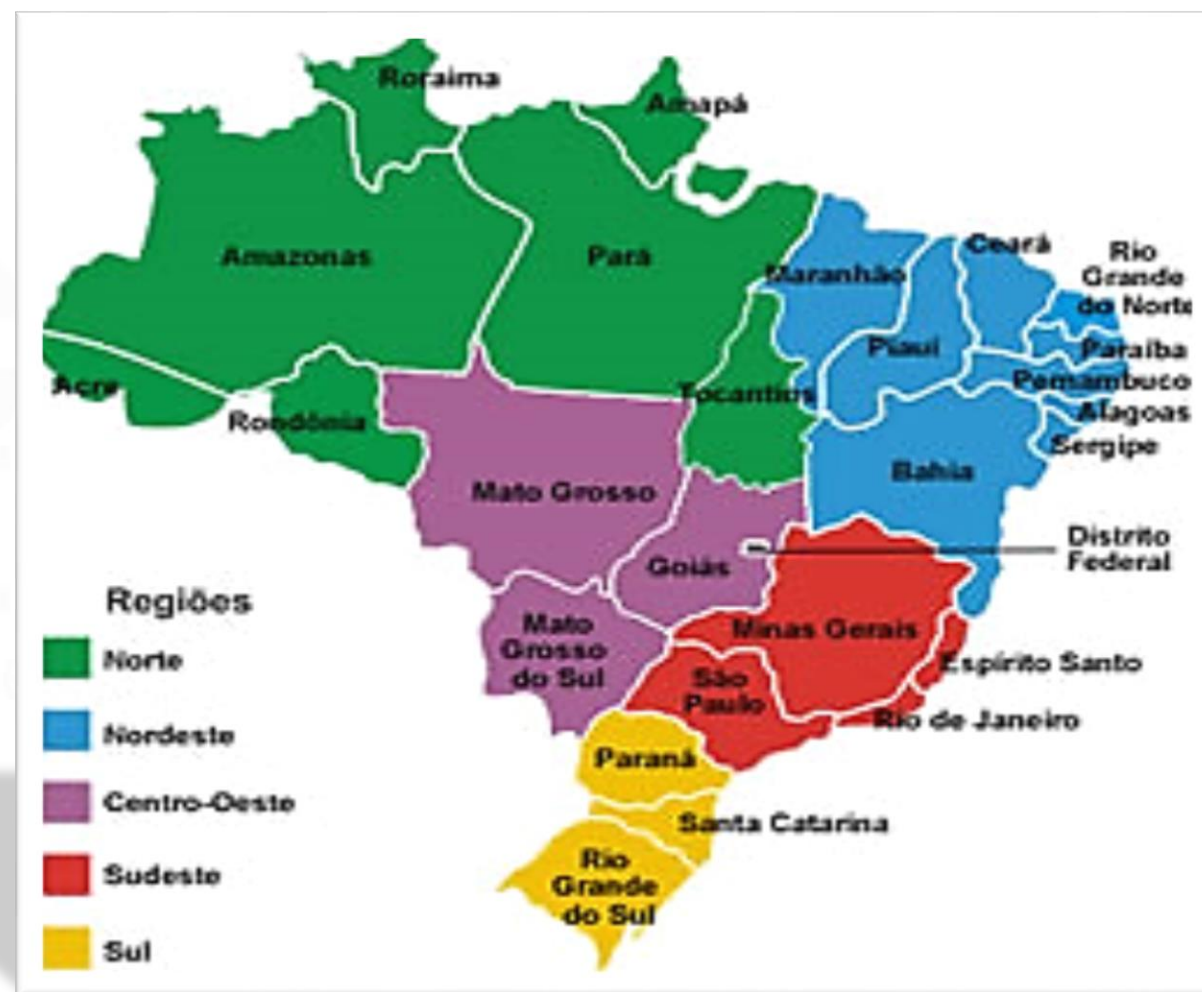 Roraima
Amapá
Amazonas
Pará
Maranhão
Ceará
Rio
Grande
do Norte
Piauí
Paraíba
Pernambuco
Acre
Rondônia
Tocantins
Alagoas
Sergipe
Bahia
Mato Grosso
Distrito
Federal
Goiás
Mato
Grosso
do Sul
Minas Gerais
Espírito Santo
São
Paulo
Rio de Janeiro
Paraná
Santa Catarina
Rio
Grande
do Sul
Regiões
Norte
Nordeste
Centro-Oeste
Sudeste
Sul